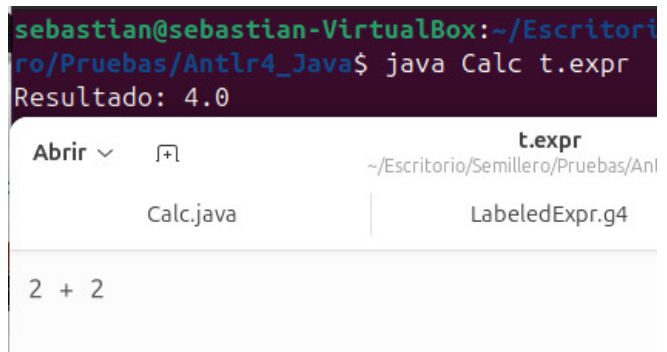 sebastian@sebastian-VirtualBox:~/Escritori
ro/Pruebas/Antlr4_Java$ java Calc t.expr
Resultado: 4.0
Abrir
t.expr
~/Escritorio/Semillero/Pruebas/Ant
Calc.java
LabeledExpr.g4
2 + 2